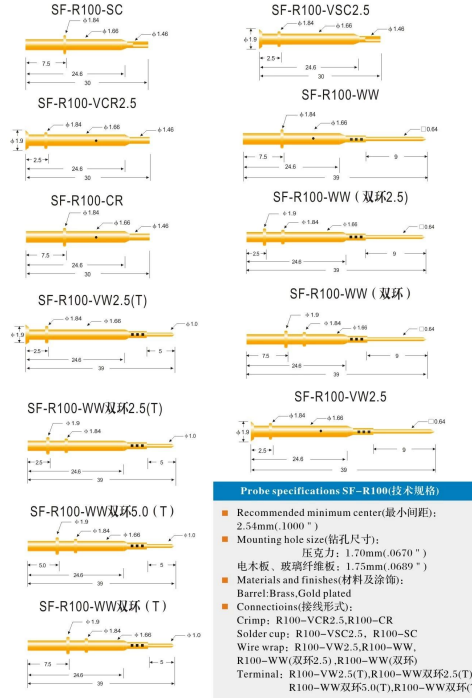 SF-R100-SC
φ1.84
φ1.66
φ1.46
7.5
24.6
30
SF-R100-VCR2.5
φ1.84
φ1.66
φ1.46
φ1.9
2.5
24.6
30
SF-R100-CR
φ1.84
φ1.66
φ1.46
7.5
24.6
30
SF-R100-VW2.5(T)
φ1.84
φ1.66
φ1.0
φ1.9
2.5
5
24.6
39
SF-R100-WW双环2.5(T)
φ1.9
φ1.84
φ1.0
2.5
5
24.6
39
SF-R100-WW双环5.0（T）
φ1.9
φ1.84
φ1.66
φ1.0
5.0
5
24.6
39
SF-R100-WW双环（T）
φ1.9
φ1.84
φ1.66
φ1.0
7.5
5
24.6
39
SF-R100-VSC2.5
φ1.84
φ1.66
φ1.46
φ1.9
2.5
24.6
30
SF-R100-WW
φ1.84
φ1.66
□0.64
7.5
9
24.6
39
SF-R100-WW（双环2.5)
φ1.9
φ1.84
φ1.66
□0.64
2.5
9
24.6
39
SF-R100-WW（双环）
φ1.9
φ1.84
φ1.66
□0.64
7.5
9
24.6
39
SF-R100-VW2.5
φ1.84
φ1.66
□0.64
φ1.9
2.5
9
24.6
39
Probe specifications SF-R100(技术规格)
Recommended minimum center(最小间距):
2.54mm(.1000")
Mounting hole size(钻孔尺寸):
压克力: 1.70mm(.0670")
电木板、玻璃纤维板: 1.75mm(.0689")
Materials and finishes(材料及涂饰):
Barrel:Brass,Gold plated
Connectioins(接线形式):
Crimp: R100-VCR2.5,R100-CR
Solder cup: R100-VSC2.5, R100-SC
Wire wrap: R100-VW2.5,R100-WW,
R100-WW(双环2.5),R100-WW(双环)
Terminal: R100-VW2.5(T),R100-WW双环2.5(T)
R100-WW双环5.0(T),R100-WW双环(